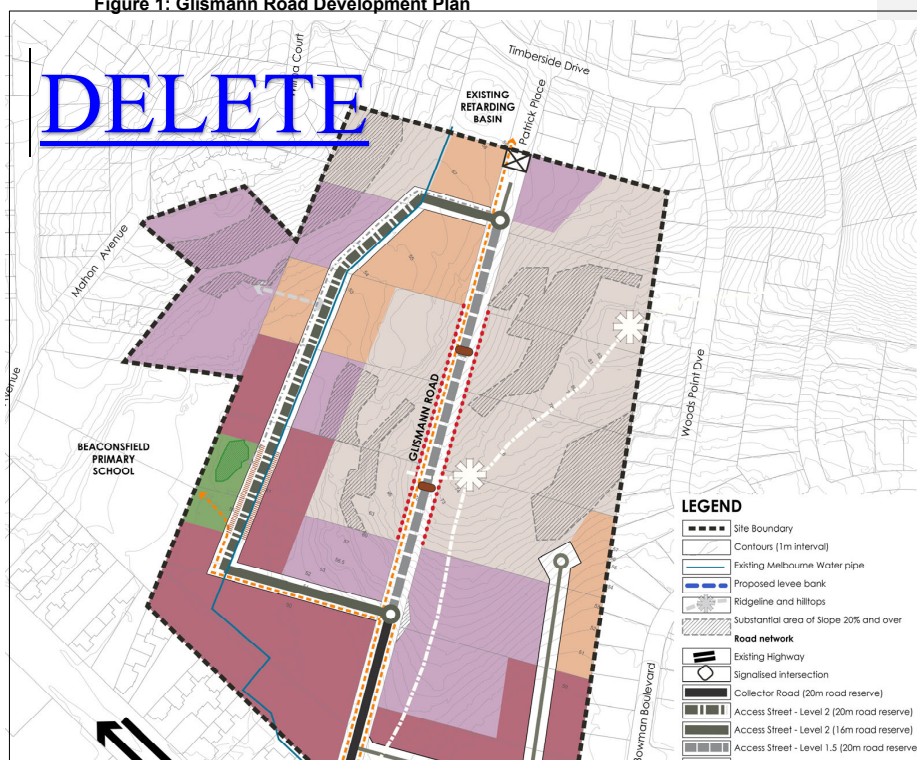 Figure 1: Glismann Road Development Plan
DELETE
Timberside Drive
EXISTING
RETARDING
BASIN
Patrick Place
Mahon Avenue
GLISMANN ROAD
Woods Point Dve
BEACONSFIELD
PRIMARY
SCHOOL
Bowman Boulevard
LEGEND
Site Boundary
Contours (1m interval)
Existing Melbourne Water pipe
Proposed levee bank
Ridgeline and hilltops
Substantial area of Slope 20% and over
Road network
Existing Highway
Signalised intersection
Collector Road (20m road reserve)
Access Street - Level 2 (20m road reserve)
Access Street - Level 2 (16m road reserve)
Access Street - Level 1.5 (20m road reserve